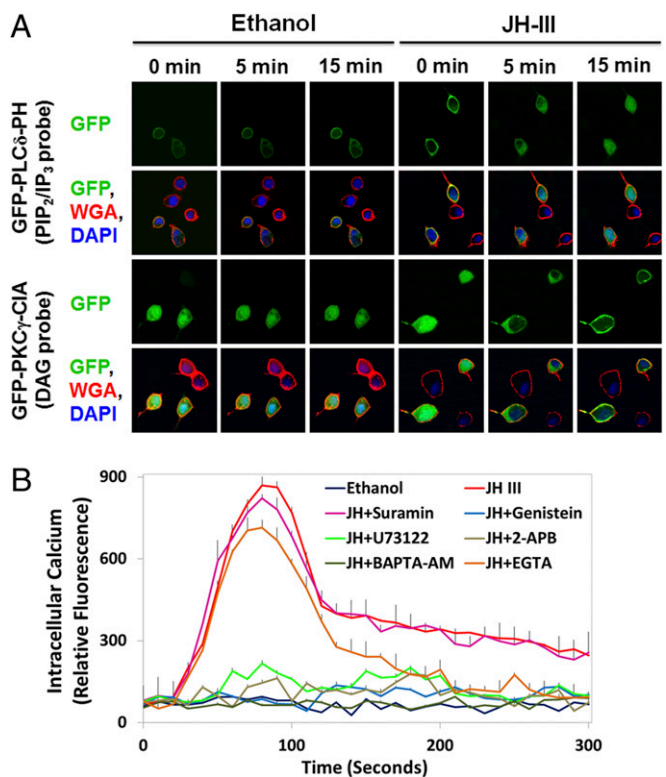 A
Ethanol JH-III
0 min 5 min 15 min 0 min 5 min 15 min
GFP-PLCδ-PH
(PIP₂/IP₃ probe)
GFP
GFP,
WGA,
DAPI
GFP-PKCγ-CIA
(DAG probe)
GFP
GFP,
WGA,
DAPI
B
Intracellular Calcium
(Relative Fluorescence)
900
600
300
0
Ethanol JH III
JH+Suramin JH+Genistein
JH+U73122 JH+2-APB
JH+BAPTA-AM JH+EGTA
0 100 200 300
Time (Seconds)